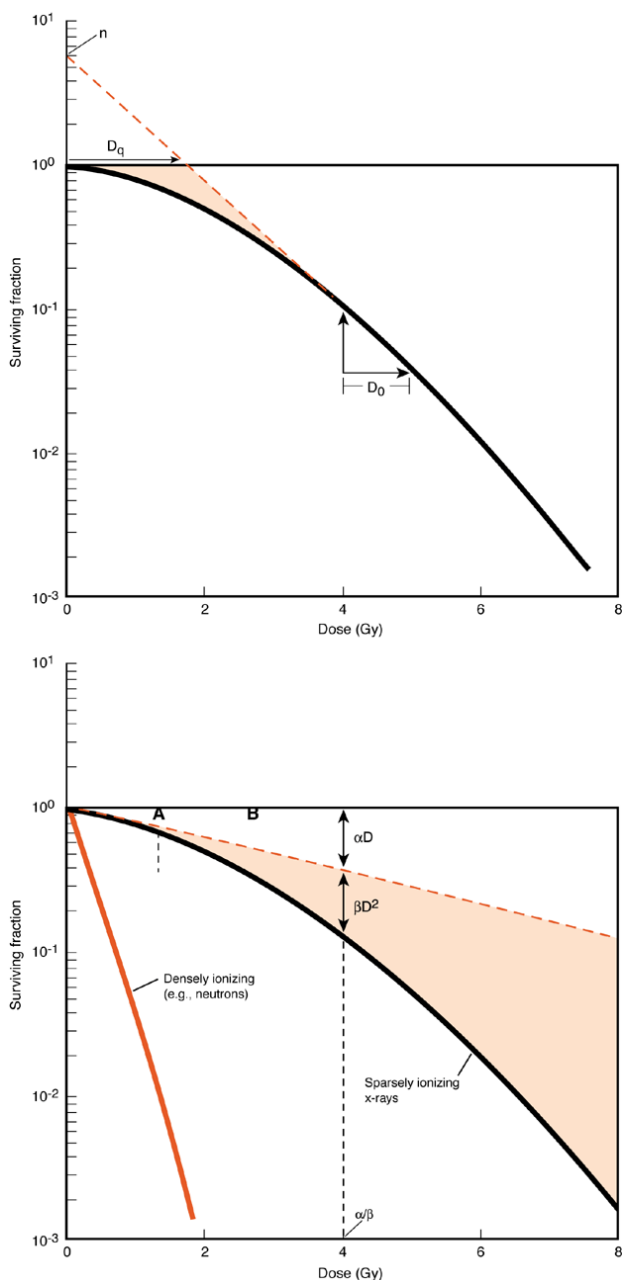 10¹
n
D_q
10⁰
10⁻¹
D₀
10⁻²
10⁻³
Surviving fraction
0 2 4 6 8
Dose (Gy)
10¹
10⁰
A B
αD
βD²
10⁻¹
Densely ionizing
(e.g., neutrons)
Surviving fraction
Sparsely ionizing
x-rays
10⁻²
α/β
10⁻³
0 2 4 6 8
Dose (Gy)